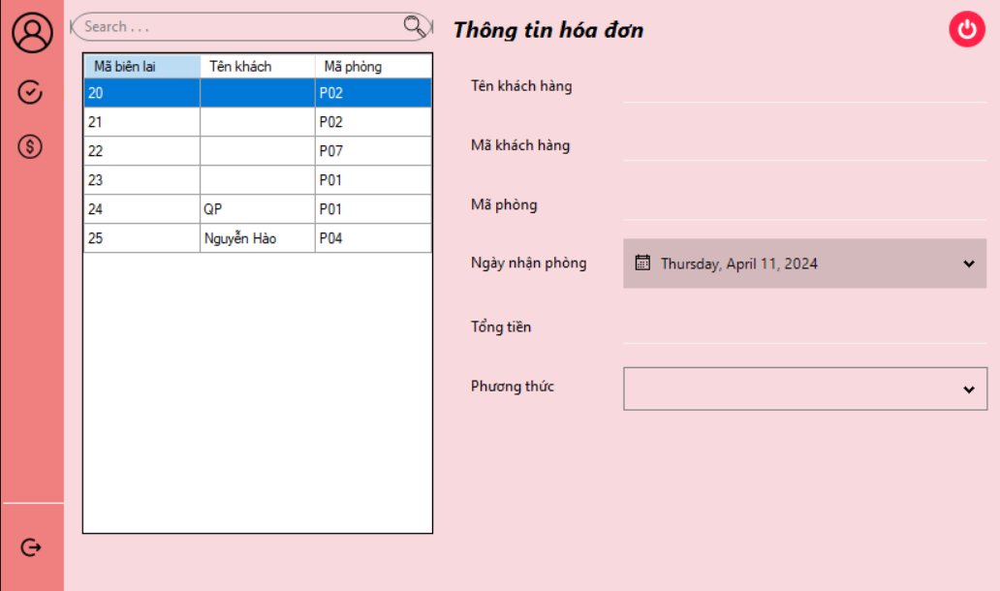 Search . . .
Mã biên lai Tên khách Mã phòng
20 P02
21 P02
22 P07
23 P01
24 QP P01
25 Nguyễn Hào P04
Thông tin hóa đơn
Tên khách hàng
Mã khách hàng
Mã phòng
Ngày nhận phòng Thursday, April 11, 2024
Tổng tiền
Phương thức